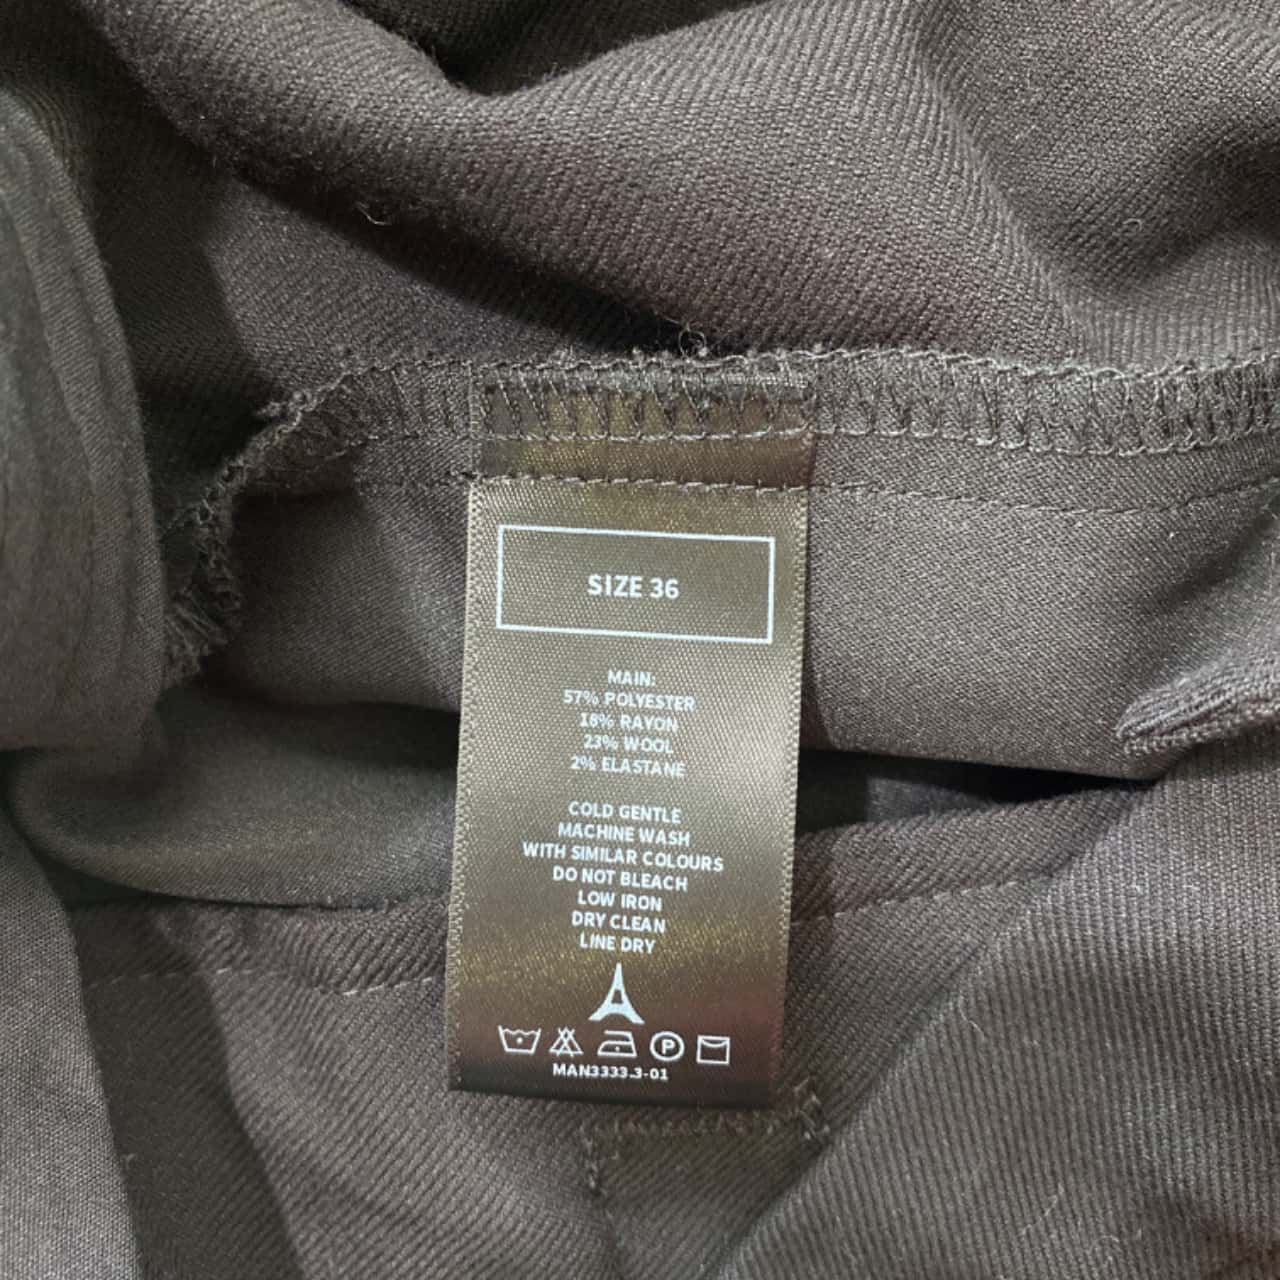 SIZE 36
MAIN:
57% POLYESTER
18% RAYON
23% WOOL
2% ELASTANE
COLD GENTLE
MACHINE WASH
WITH SIMILAR COLOURS
DO NOT BLEACH
LOW IRON
DRY CLEAN
LINE DRY
P
MAN3333.3-01